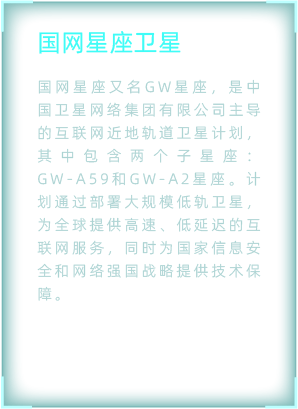 国网星座卫星
国网星座又名GW星座，是中
国卫星网络集团有限公司主导
的互联网近地轨道卫星计划，
其中包含两个子星座：
GW-A59和GW-A2星座。计
划通过部署大规模低轨卫星，
为全球提供高速、低延迟的互
联网服务，同时为国家信息安
全和网络强国战略提供技术保
障。